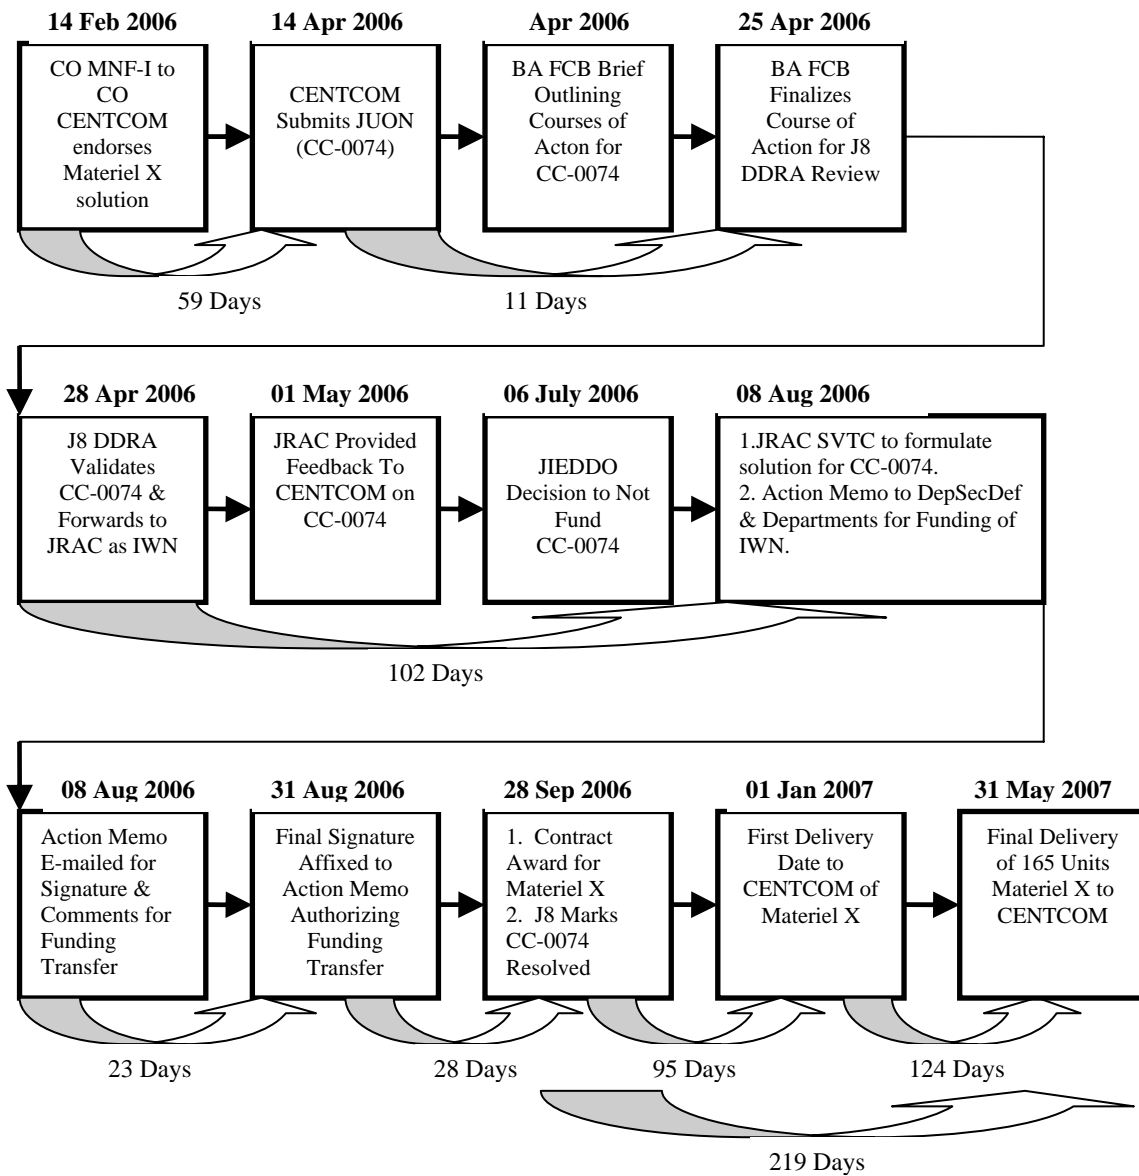 14 Feb 2006
14 Apr 2006
Apr 2006
25 Apr 2006
CO MNF-I to
CO
CENTCOM
endorses
Materiel X
solution
CENTCOM
Submits JUON
(CC-0074)
BA FCB Brief
Outlining
Courses of
Acton for
CC-0074
BA FCB
Finalizes
Course of
Action for J8
DDRA Review
59 Days
11 Days
28 Apr 2006
01 May 2006
06 July 2006
08 Aug 2006
J8 DDRA
Validates
CC-0074 &
Forwards to
JRAC as IWN
JRAC Provided
Feedback To
CENTCOM on
CC-0074
JIEDDO
Decision to Not
Fund
CC-0074
1.JRAC SVTC to formulate
solution for CC-0074.
2. Action Memo to DepSecDef
& Departments for Funding of
IWN.
102 Days
08 Aug 2006
31 Aug 2006
28 Sep 2006
01 Jan 2007
31 May 2007
Action Memo
E-mailed for
Signature &
Comments for
Funding
Transfer
Final Signature
Affixed to
Action Memo
Authorizing
Funding
Transfer
1. Contract
Award for
Materiel X
2. J8 Marks
CC-0074
Resolved
First Delivery
Date to
CENTCOM of
Materiel X
Final Delivery
of 165 Units
Materiel X to
CENTCOM
23 Days
28 Days
95 Days
124 Days
219 Days